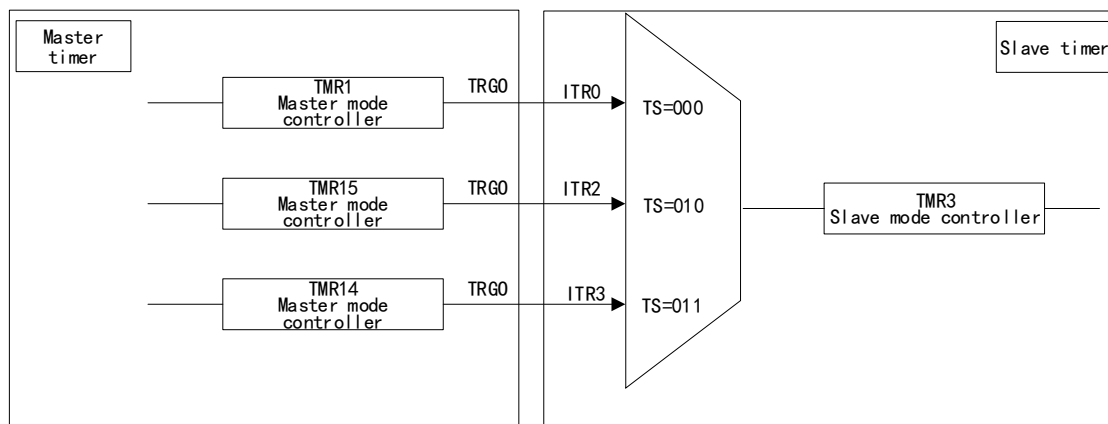 Master
timer
Slave timer
TMR1
Master mode
controller
TRGO
ITR0
TS=000
TMR15
Master mode
controller
TRGO
ITR2
TS=010
TMR3
Slave mode controller
TMR14
Master mode
controller
TRGO
ITR3
TS=011